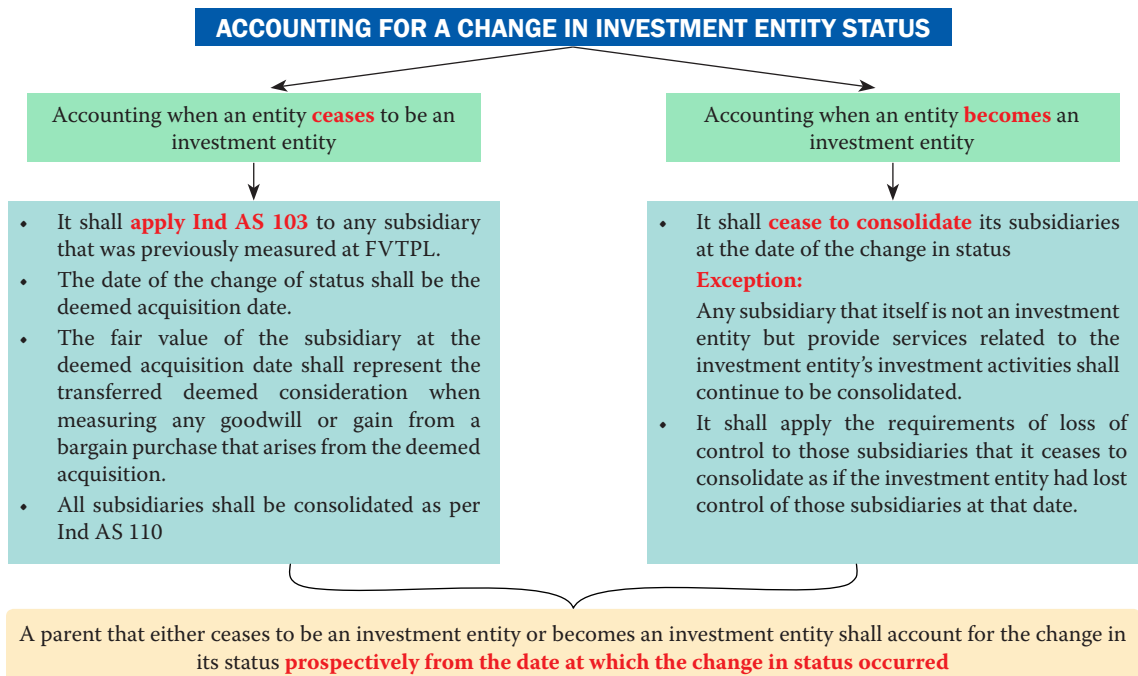 ACCOUNTING FOR A CHANGE IN INVESTMENT ENTITY STATUS
Accounting when an entity ceases to be an
investment entity
• It shall apply Ind AS 103 to any subsidiary
that was previously measured at FVTPL.
• The date of the change of status shall be the
deemed acquisition date.
• The fair value of the subsidiary at the
deemed acquisition date shall represent the
transferred deemed consideration when
measuring any goodwill or gain from a
bargain purchase that arises from the deemed
acquisition.
• All subsidiaries shall be consolidated as per
Ind AS 110
Accounting when an entity becomes an
investment entity
• It shall cease to consolidate its subsidiaries
at the date of the change in status
Exception:
Any subsidiary that itself is not an investment
entity but provide services related to the
investment entity's investment activities shall
continue to be consolidated.
• It shall apply the requirements of loss of
control to those subsidiaries that it ceases to
consolidate as if the investment entity had lost
control of those subsidiaries at that date.
A parent that either ceases to be an investment entity or becomes an investment entity shall account for the change in
its status prospectively from the date at which the change in status occurred